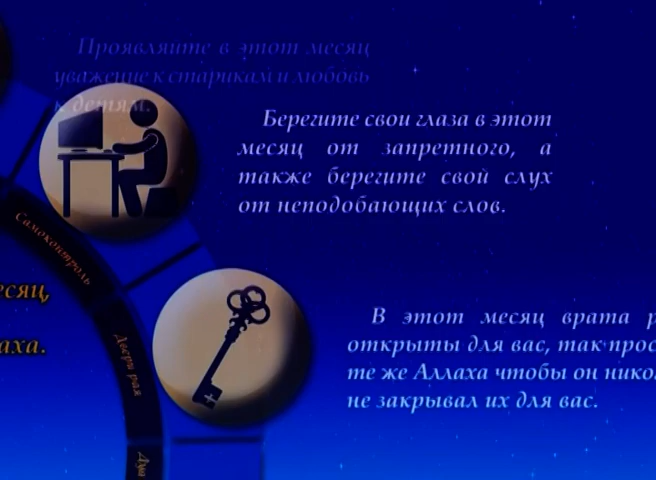 Проявляйте в этот месяц
уважение к старикам и любовь
к детям.
Берегите свои глаза в этот
месяц от запретного, а
также берегите свой слух
от неподобающих слов.
Самоконтроль
есяц,
аха.
Двери рая
В этот месяц врата р
открыты для вас, так прос
те же Аллаха чтобы он нико
не закрывал их для вас.
Дуа